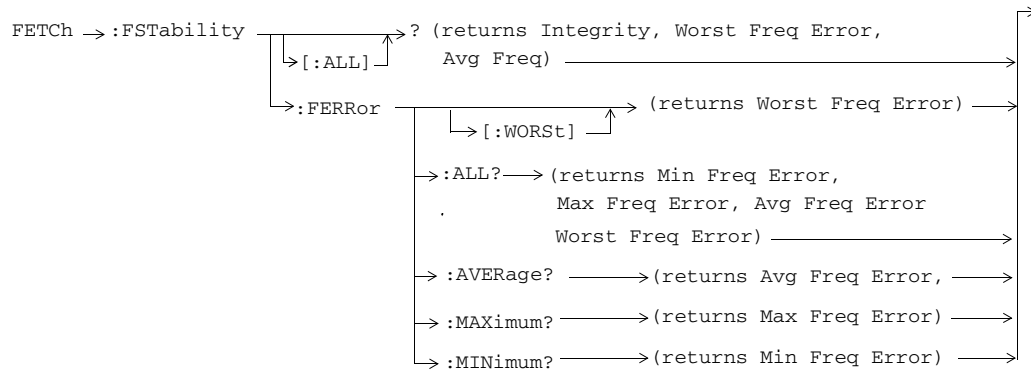 FETCh :FSTability ? (returns Integrity, Worst Freq Error,
[:ALL] Avg Freq)
:FERRor (returns Worst Freq Error)
[:WORSt]
:ALL? (returns Min Freq Error,
Max Freq Error, Avg Freq Error
.
Worst Freq Error)
:AVERage? (returns Avg Freq Error,
:MAXimum? (returns Max Freq Error)
:MINimum? (returns Min Freq Error)